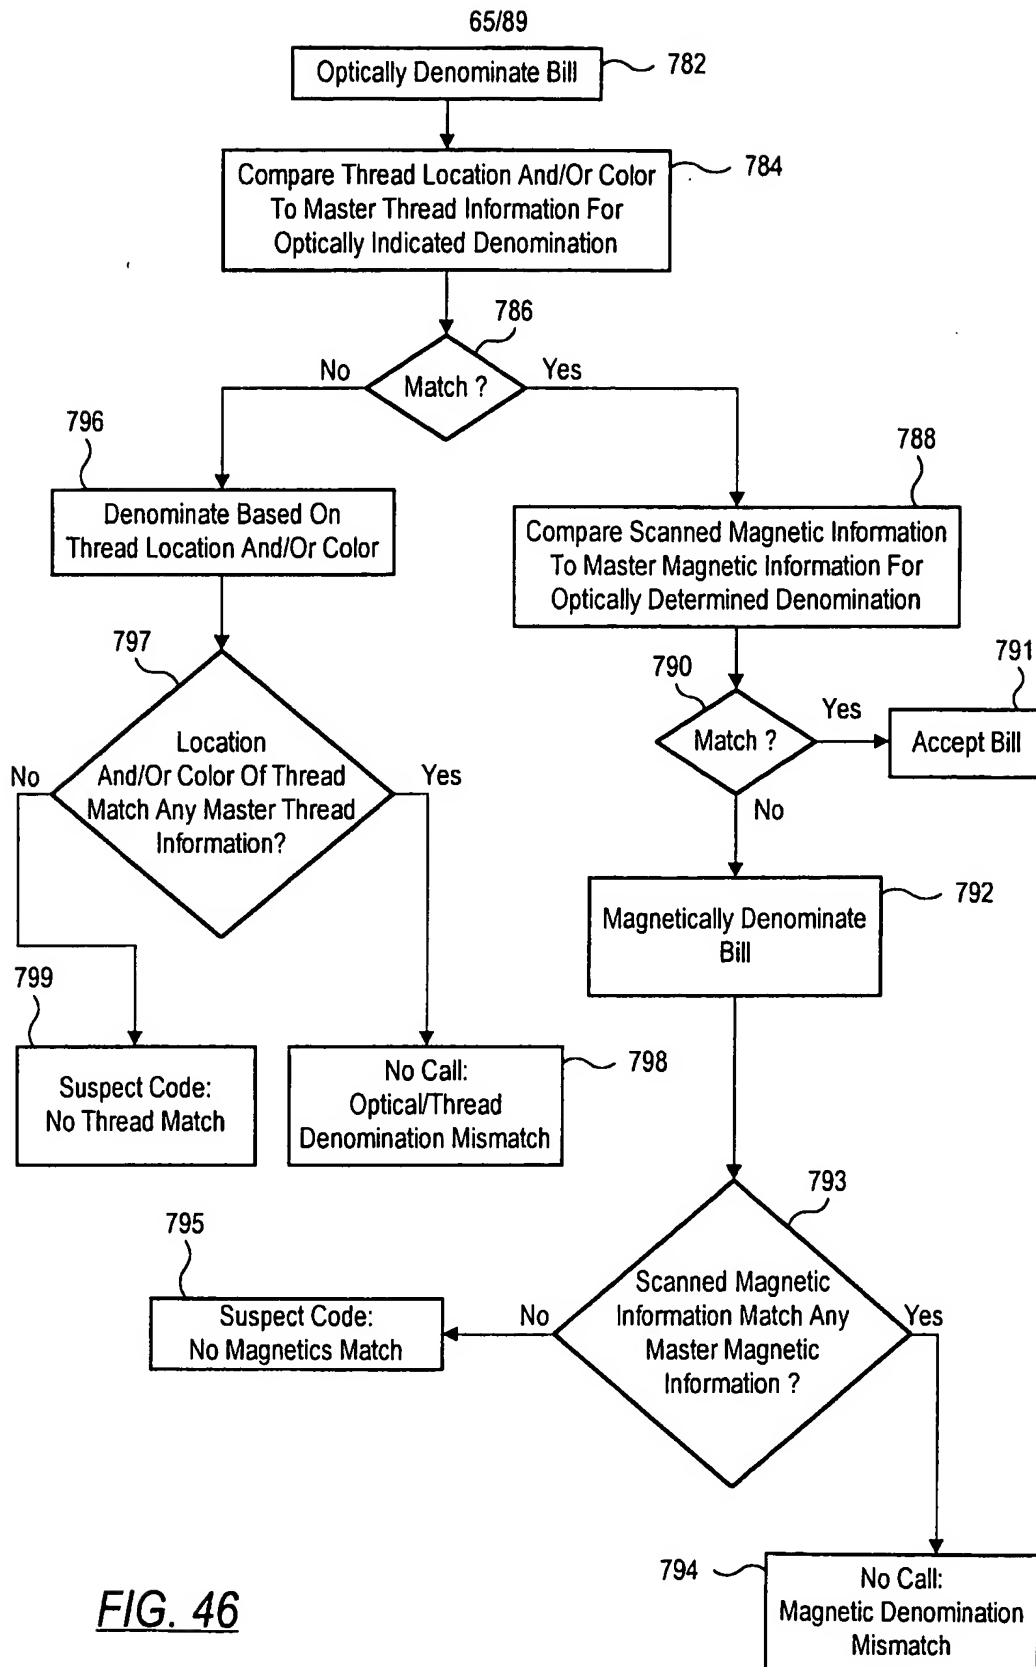 65/89
Optically Denominate Bill
782
Compare Thread Location And/Or Color
To Master Thread Information For
Optically Indicated Denomination
784
786
Match ?
No
Yes
796
Denominate Based On
Thread Location And/Or Color
788
Compare Scanned Magnetic Information
To Master Magnetic Information For
Optically Determined Denomination
797
Location
And/Or Color Of Thread
Match Any Master Thread
Information?
No
Yes
790
Match ?
Yes
No
791
Accept Bill
792
Magnetically Denominate
Bill
799
Suspect Code:
No Thread Match
798
No Call:
Optical/Thread
Denomination Mismatch
793
Scanned Magnetic
Information Match Any
Master Magnetic
Information ?
No
Yes
795
Suspect Code:
No Magnetics Match
794
No Call:
Magnetic Denomination
Mismatch
FIG. 46